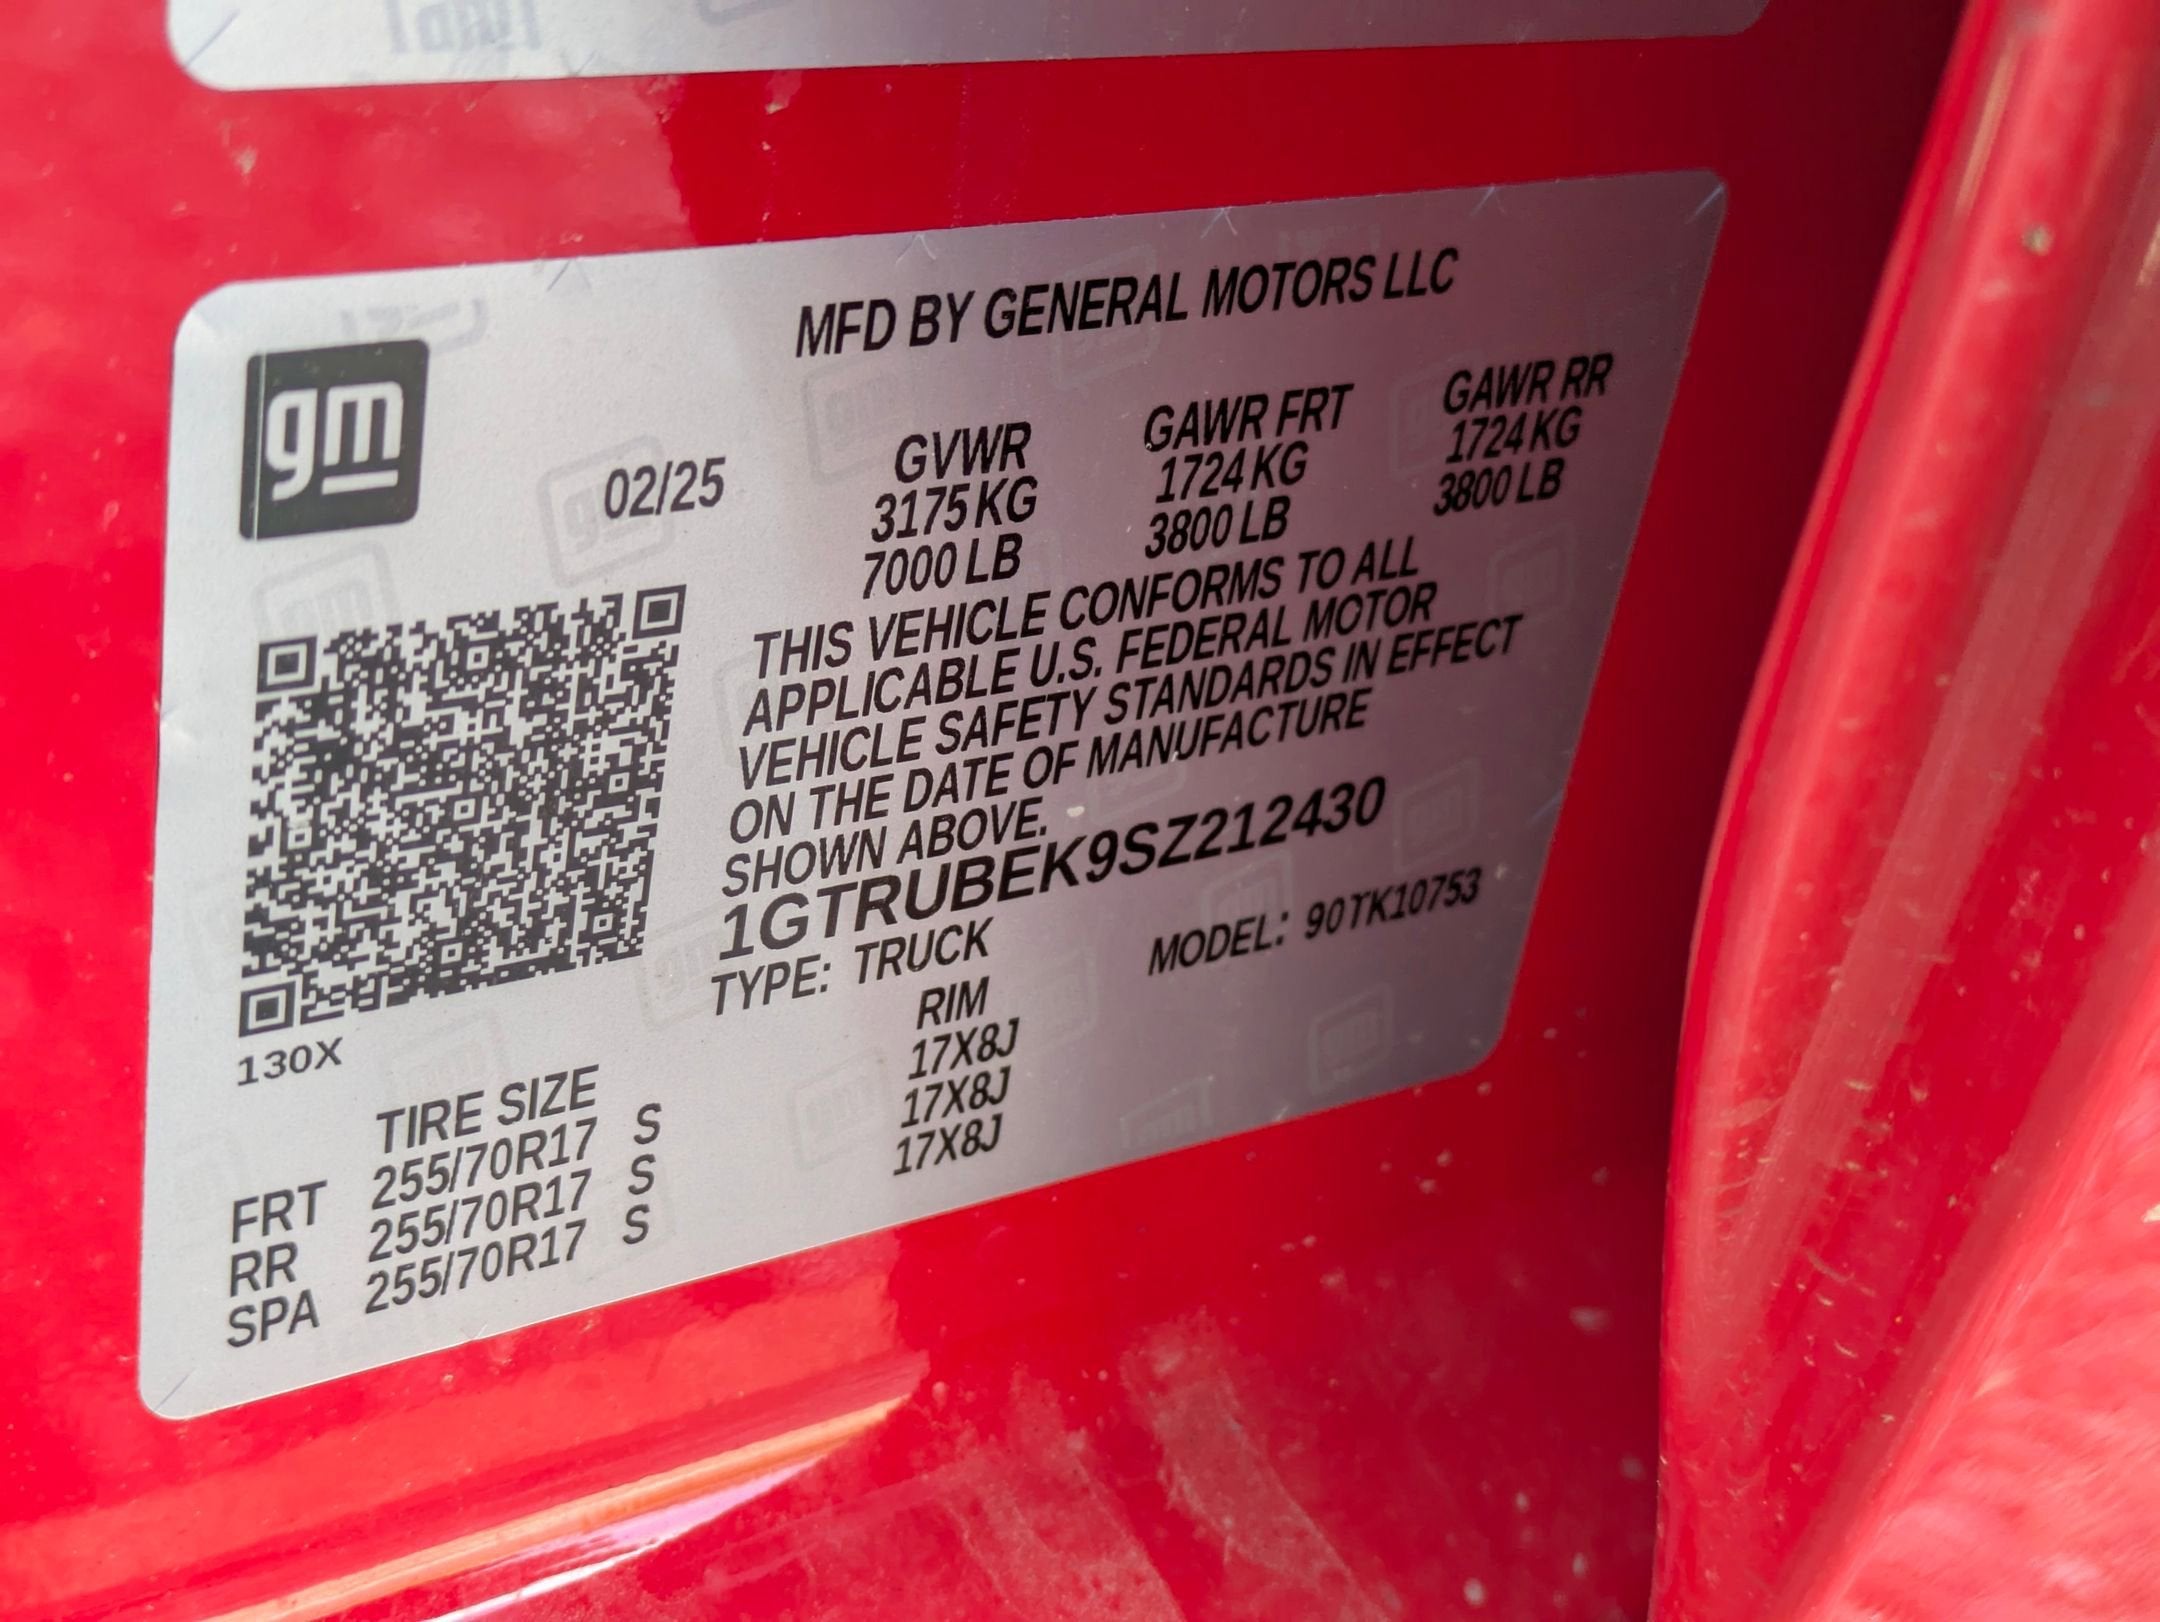 gm
MFD BY GENERAL MOTORS LLC
02/25
GVWR GAWR FRT GAWR RR
3175 KG 1724 KG 1724 KG
7000 LB 3800 LB 3800 LB
THIS VEHICLE CONFORMS TO ALL
APPLICABLE U.S. FEDERAL MOTOR
VEHICLE SAFETY STANDARDS IN EFFECT
ON THE DATE OF MANUFACTURE
SHOWN ABOVE.
1GTRUBEK9SZ212430
TYPE: TRUCK MODEL: 90TK10753
130X
TIRE SIZE RIM
FRT 255/70R17 S 17X8J
RR 255/70R17 S 17X8J
SPA 255/70R17 S 17X8J